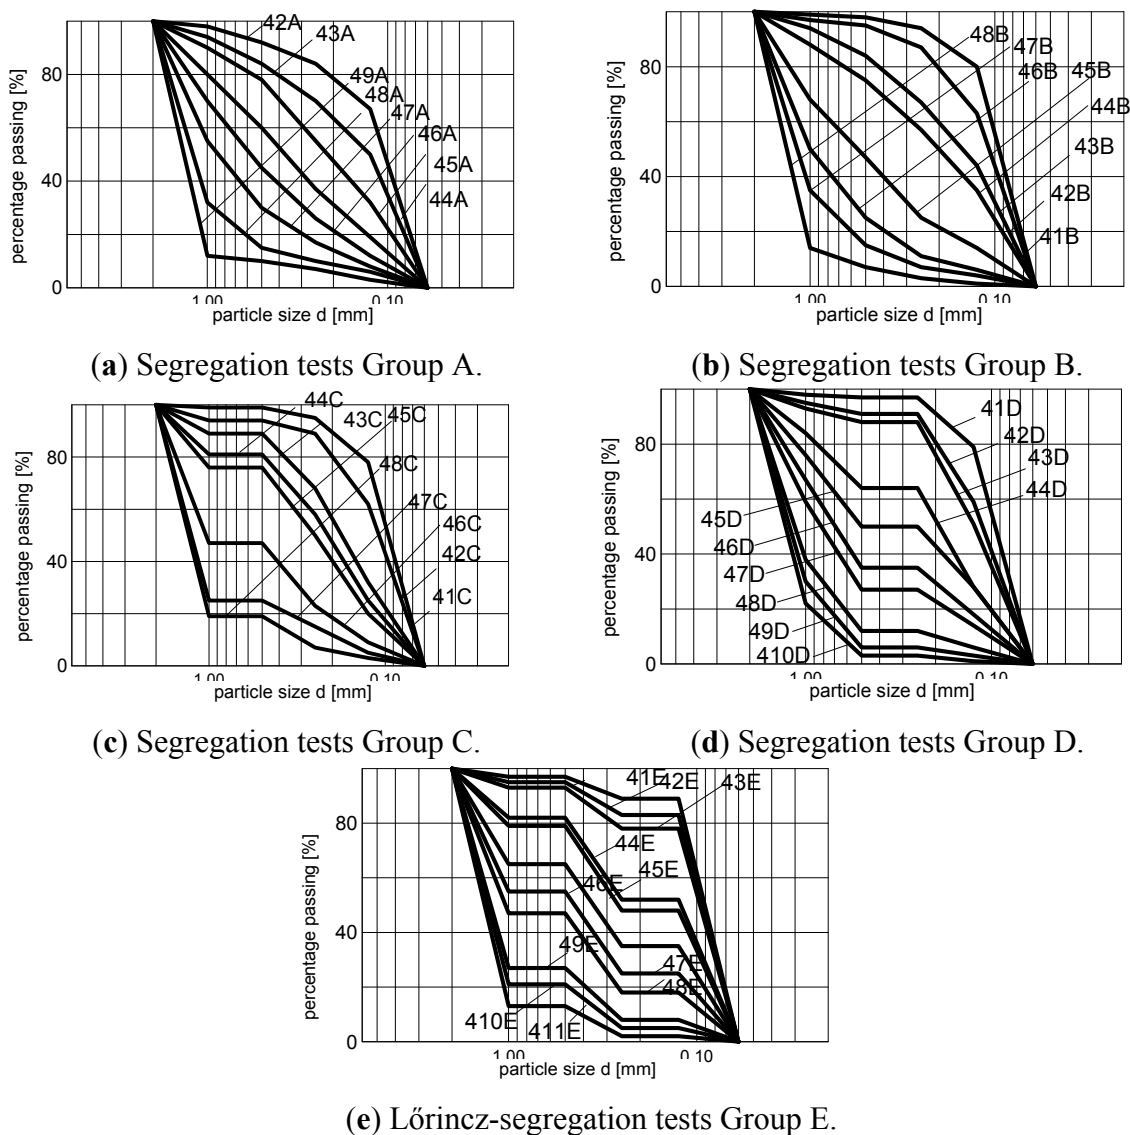 42A
43A
49A
48A
47A
46A
45A
44A
80
40
0
1.00
0.10
percentage passing [%]
particle size d [mm]
(a) Segregation tests Group A.
48B
47B
46B
45B
44B
43B
42B
41B
80
40
0
1.00
0.10
percentage passing [%]
particle size d [mm]
(b) Segregation tests Group B.
44C
43C
45C
48C
47C
46C
42C
41C
80
40
0
1.00
0.10
percentage passing [%]
particle size d [mm]
(c) Segregation tests Group C.
41D
42D
43D
44D
45D
46D
47D
48D
49D
410D
80
40
0
1.00
0.10
percentage passing [%]
particle size d [mm]
(d) Segregation tests Group D.
41E
42E
43E
44E
45E
46E
49E
47E
48E
410E
411E
80
40
0
1.00
0.10
percentage passing [%]
particle size d [mm]
(e) Lőrincz-segregation tests Group E.